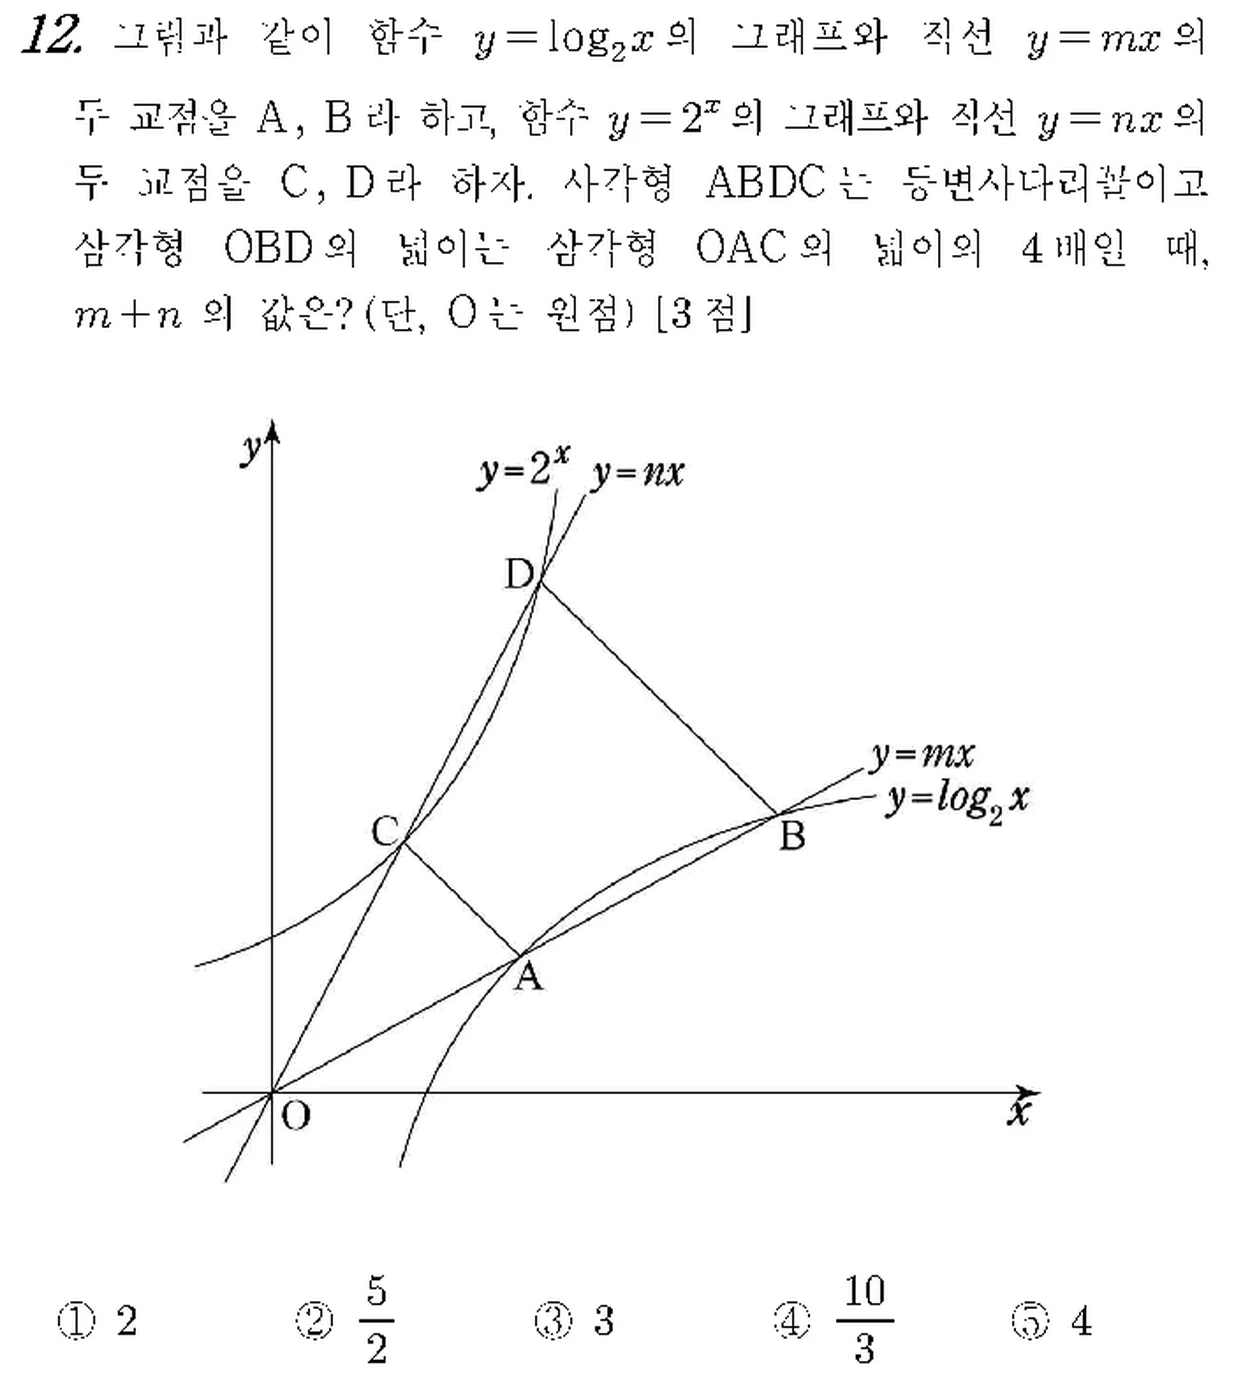 12. 그림과 같이 함수 y=log₂x의 그래프와 직선 y=mx의
두 교점을 A, B라 하고, 함수 y=2ˣ의 그래프와 직선 y=nx의
두 교점을 C, D라 하자. 사각형 ABDC는 등변사다리꼴이고
삼각형 OBD의 넓이는 삼각형 OAC의 넓이의 4배일 때,
m+n의 값은? (단, O는 원점) [3점]
y
y=2ˣ y=nx
D
y=mx
C
y=log₂x
B
A
O
x
① 2 ② 5/2 ③ 3 ④ 10/3 ⑤ 4